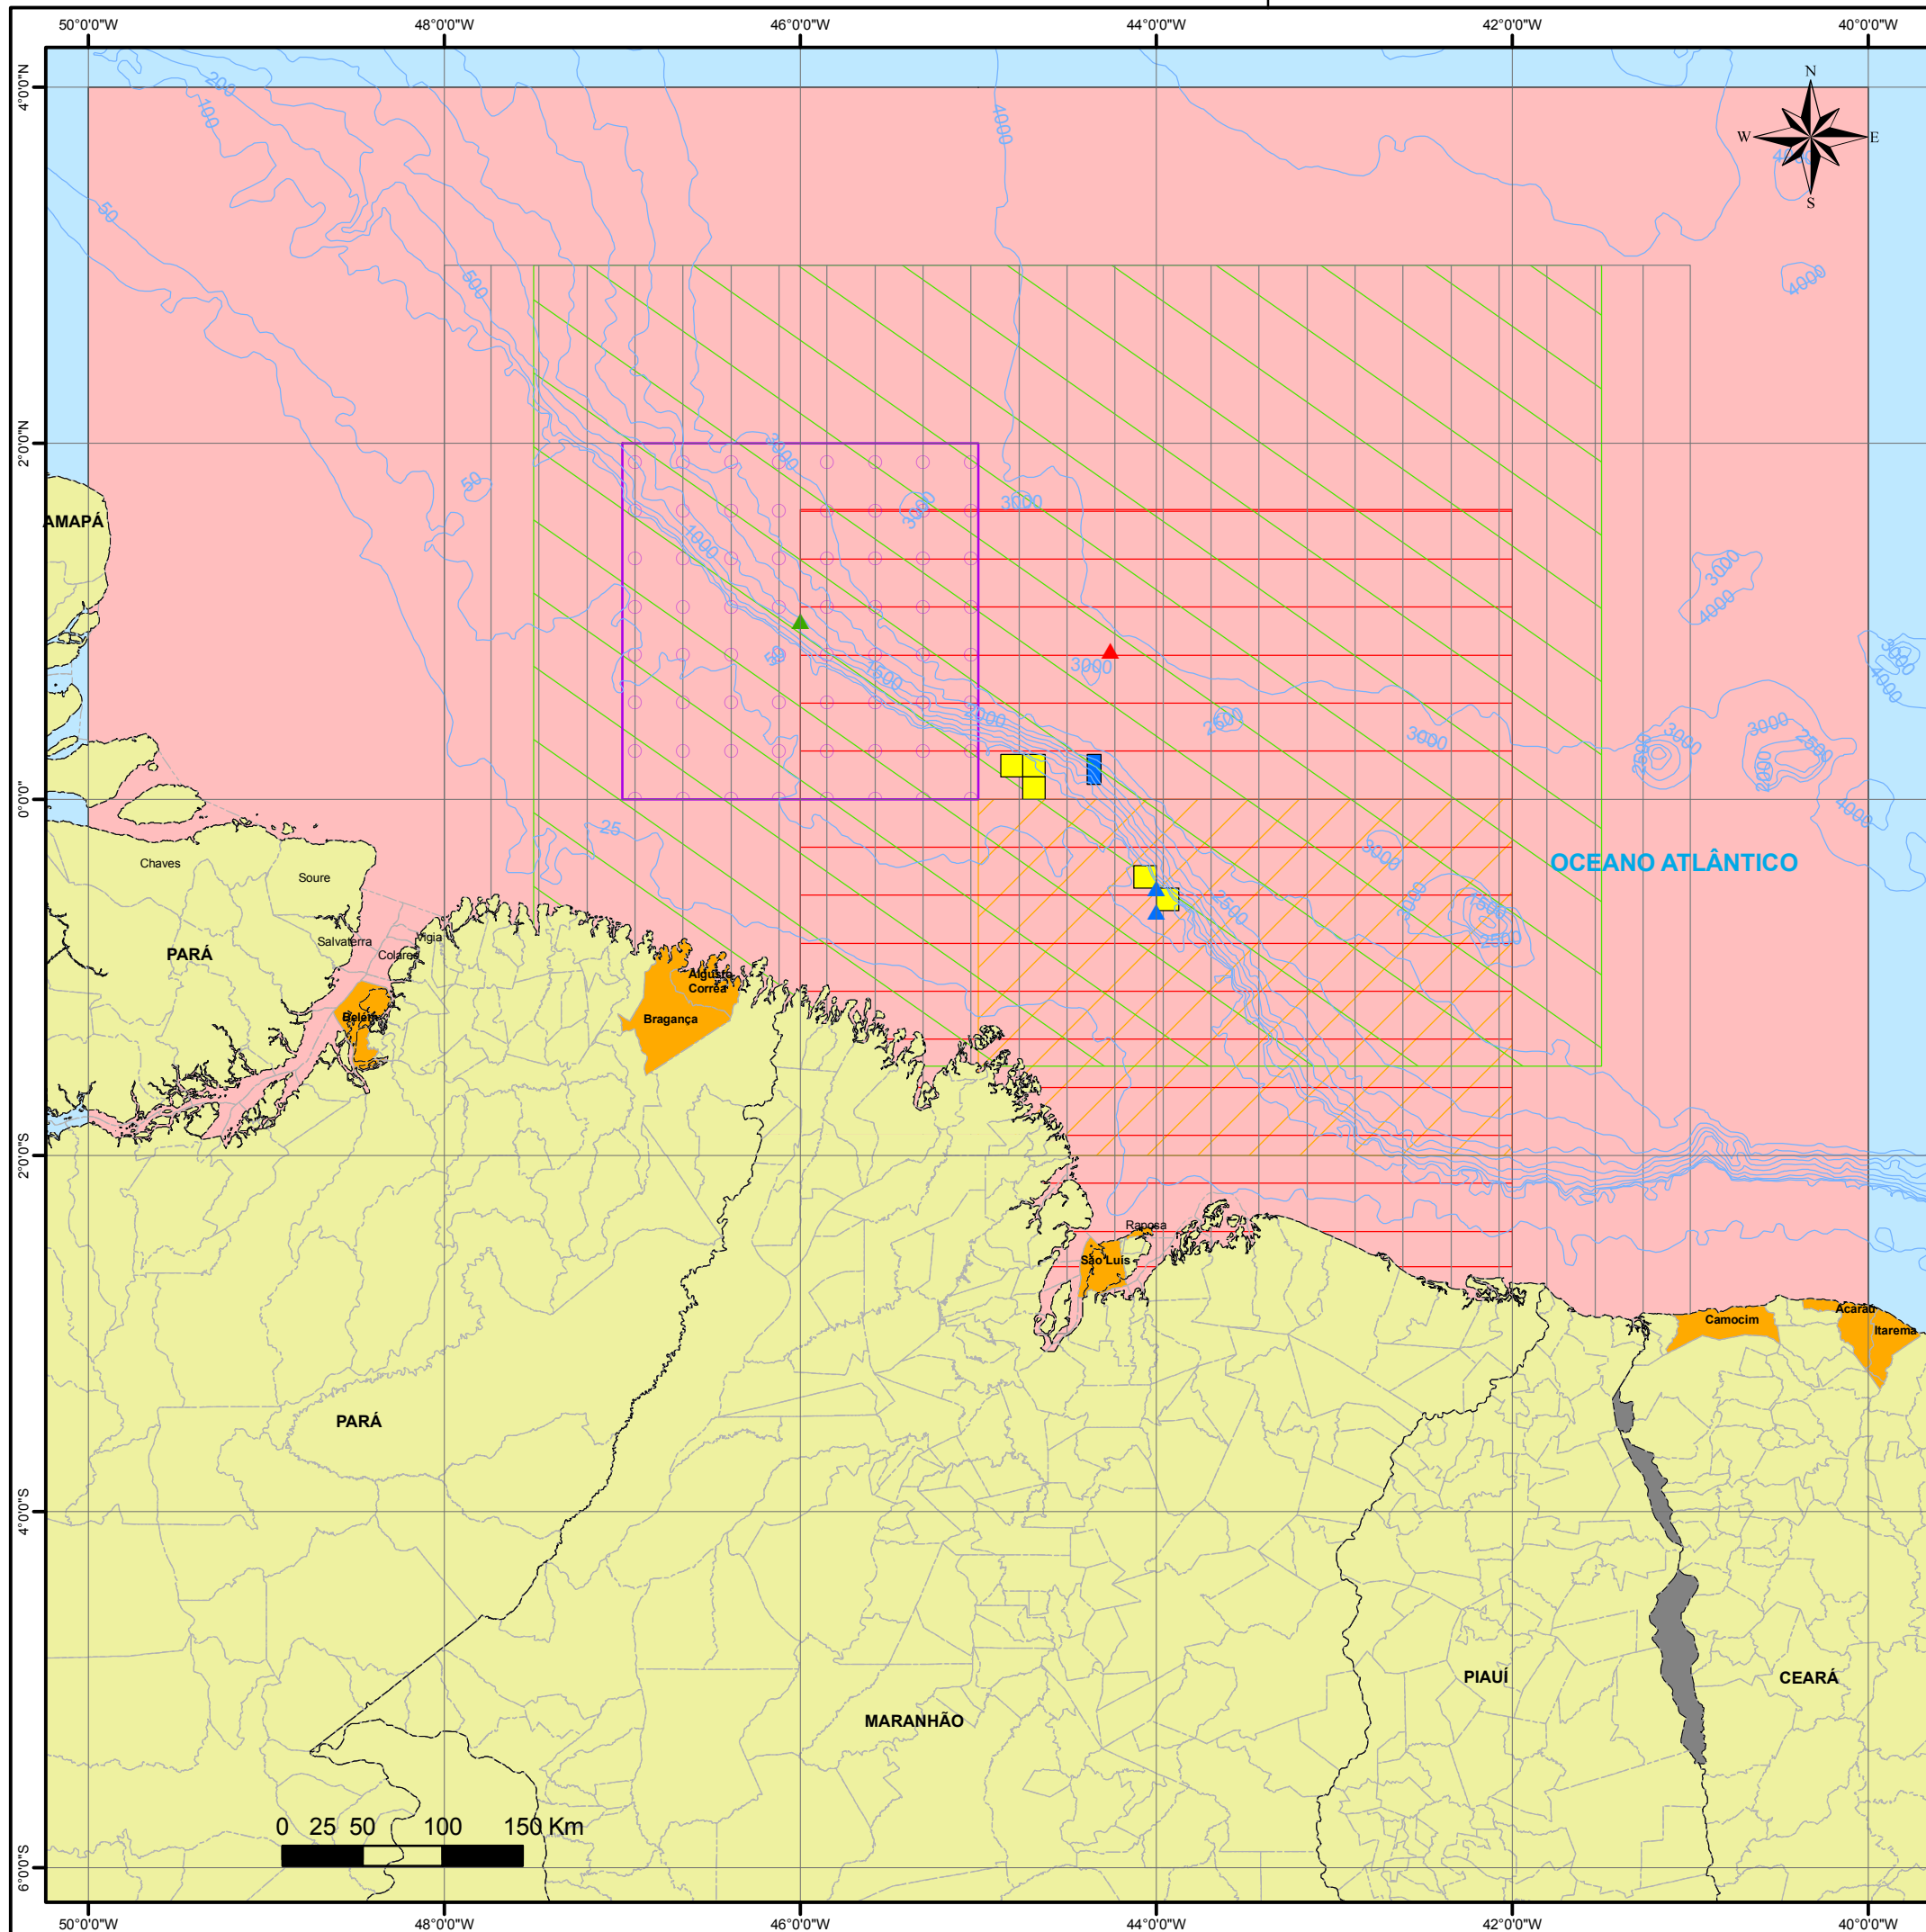 50°0'0"W 48°0'0"W 46°0'0"W 44°0'0"W 42°0'0"W 40°0'0"W
4°0'0"N
2°0'0"N
0°0'0"
2°0'0"S
4°0'0"S
6°0'0"S
N
W E
S
200
100
4000
50
500
4000
3000
50
3000
3000
1000
3000
4000
50
1500
3000
3000
4000
2000
2500
3000
3000
2500
3000
2500
2000
4000
25
3000
3000
2500
1500
2500
OCEANO ATLÂNTICO
AMAPÁ
Chaves
Soure
PARÁ
Salvaterra
Vigia
Colares
Belém
Algusto
Corrêa
Bragança
Raposa
São Luís
Camocim
Acaraú
Itarema
PARÁ
MARANHÃO
PIAUÍ
CEARÁ
0 25 50 100 150 Km
50°0'0"W 48°0'0"W 46°0'0"W 44°0'0"W 42°0'0"W 40°0'0"W